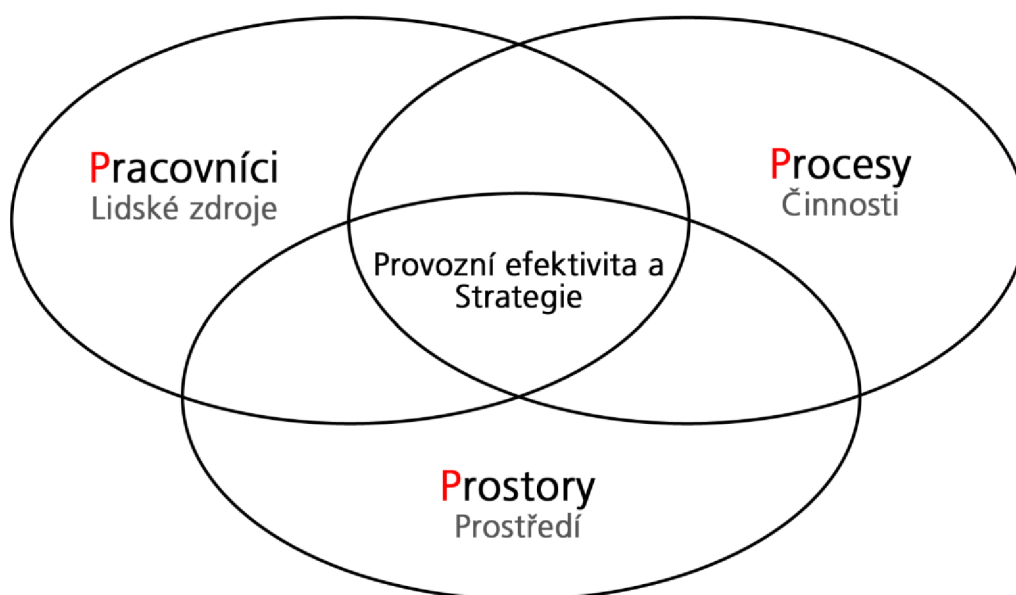 Pracovníci
Lidské zdroje
Procesy
Činnosti
Provozní efektivita a
Strategie
Prostory
Prostředí